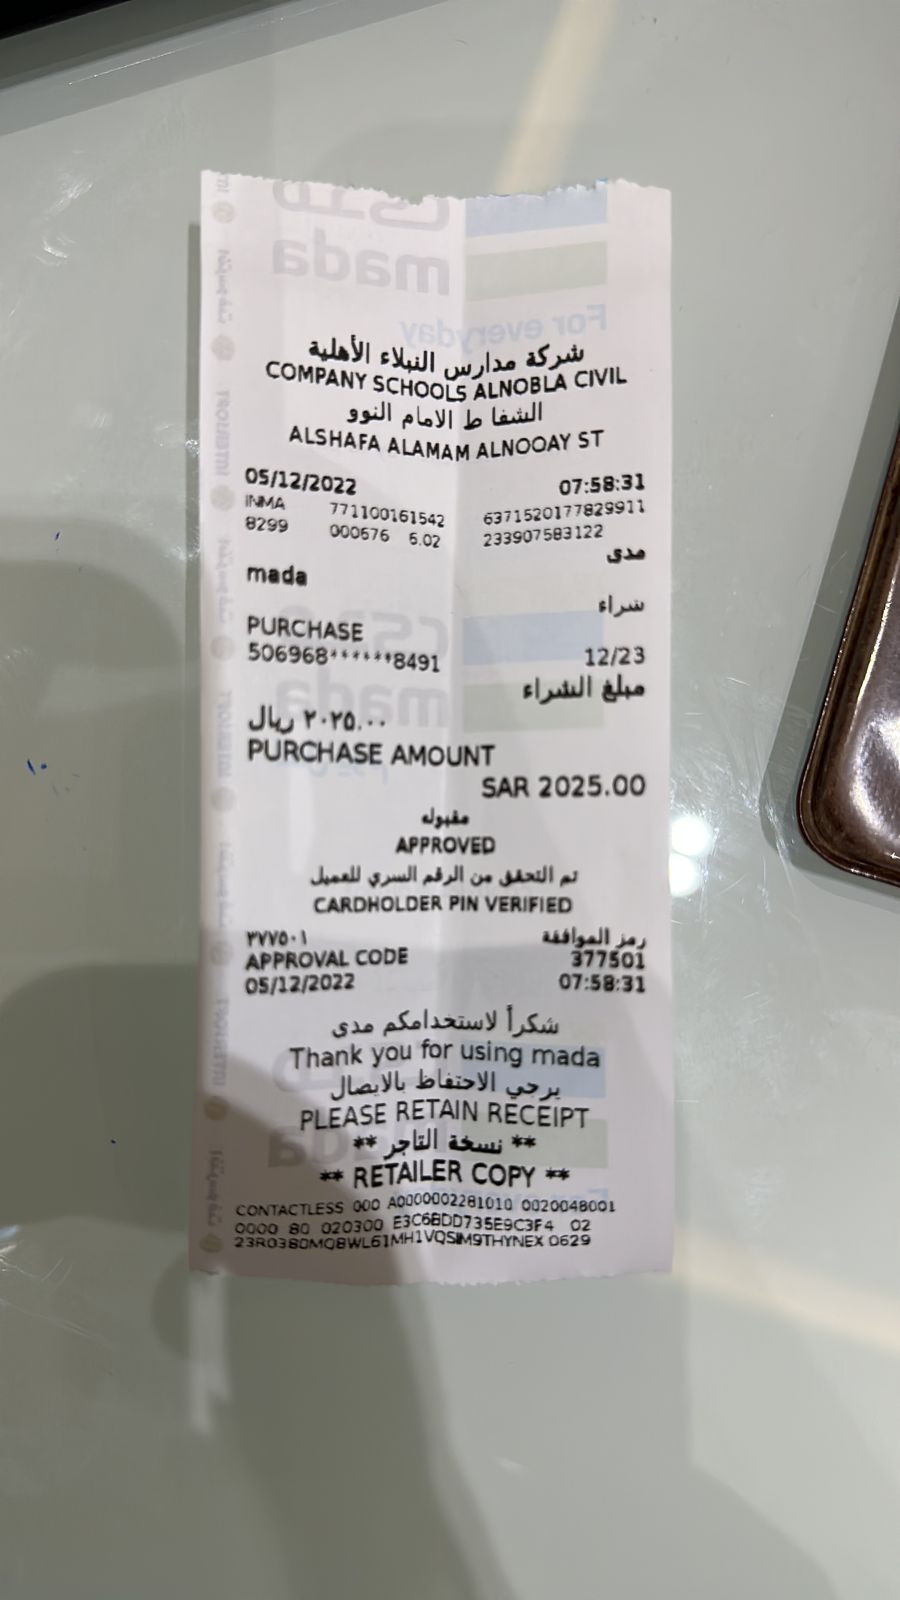 شركة مدارس النبلاء الأهلية
COMPANY SCHOOLS ALNOBLA CIVIL
الشفا ط الامام النوو
ALSHAFA ALAMAM ALNOOAY ST
05/12/2022 07:58:31
INMA 771100161542 6371520177829911
8299 000676 6.02 233907583122
مدى
mada
شراء
PURCHASE
506968******8491 12/23
مبلغ الشراء
٢٠٢٥.٠٠ ريال
PURCHASE AMOUNT
SAR 2025.00
مقبوله
APPROVED
تم التحقق من الرقم السري للعميل
CARDHOLDER PIN VERIFIED
رمز الموافقة ٣٧٧٥٠١
APPROVAL CODE 377501
05/12/2022 07:58:31
شكراً لاستخدامكم مدى
Thank you for using mada
يرجي الاحتفاظ بالايصال
PLEASE RETAIN RECEIPT
** نسخة التاجر **
** RETAILER COPY **
CONTACTLESS 000 A0000002281010 0020048001
0000 80 020300 E3C6BDD735E9C3F4 02
23R0380MQBWL61MH1VQSIM9THYNEX 0629